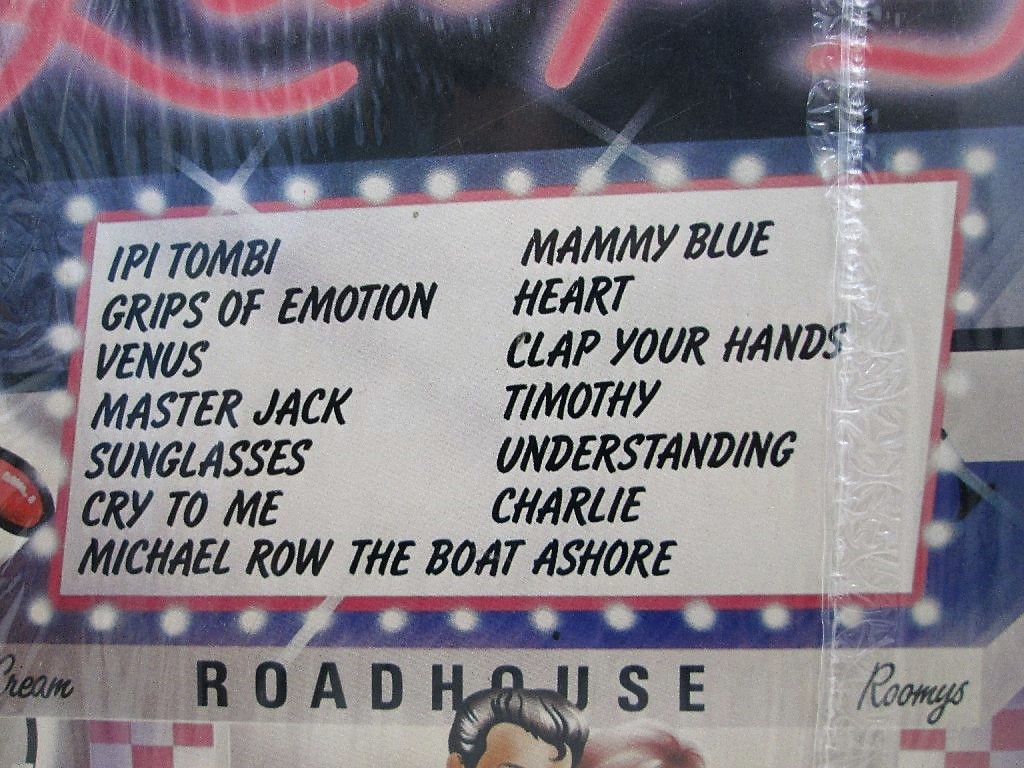 IPI TOMBI
GRIPS OF EMOTION
VENUS
MASTER JACK
SUNGLASSES
CRY TO ME
MICHAEL ROW THE BOAT ASHORE
MAMMY BLUE
HEART
CLAP YOUR HANDS
TIMOTHY
UNDERSTANDING
CHARLIE
Cream
ROADHOUSE
Roomys